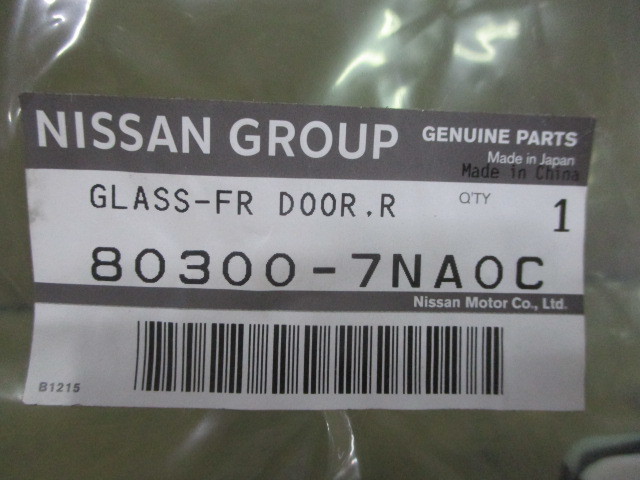 NISSAN GROUP
GENUINE PARTS
Made in Japan
Made in China
GLASS-FR DOOR.R
Q'TY
1
80300-7NA0C
Nissan Motor Co., Ltd.
B1215